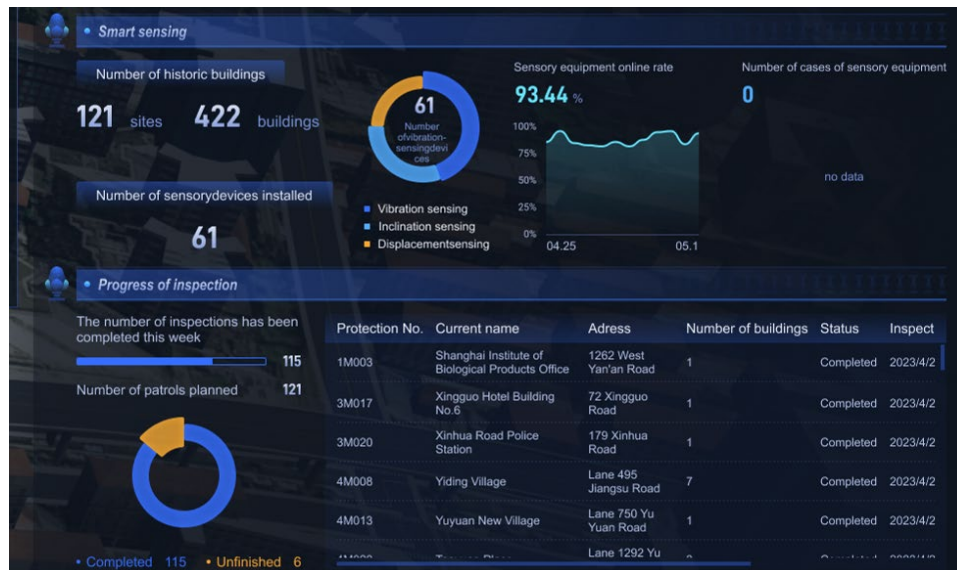 Smart sensing
Number of historic buildings
121 sites 422 buildings
Number of sensorydevices installed
61
61
Number
ofvibration-
sensingdevi
ces
Vibration sensing
Inclination sensing
Displacementsensing
Sensory equipment online rate
93.44 %
100%
75%
50%
25%
0%
04.25 05.1
Number of cases of sensory equipment
0
no data
Progress of inspection
The number of inspections has been
completed this week
115
Number of patrols planned 121
Completed 115 Unfinished 6
Protection No. Current name Adress Number of buildings Status Inspect
1M003 Shanghai Institute of Biological Products Office 1262 West Yan'an Road 1 Completed 2023/4/2
3M017 Xingguo Hotel Building No.6 72 Xingguo Road 1 Completed 2023/4/2
3M020 Xinhua Road Police Station 179 Xinhua Road 1 Completed 2023/4/2
4M008 Yiding Village Lane 495 Jiangsu Road 7 Completed 2023/4/2
4M013 Yuyuan New Village Lane 750 Yu Yuan Road 1 Completed 2023/4/2
Lane 1292 Yu